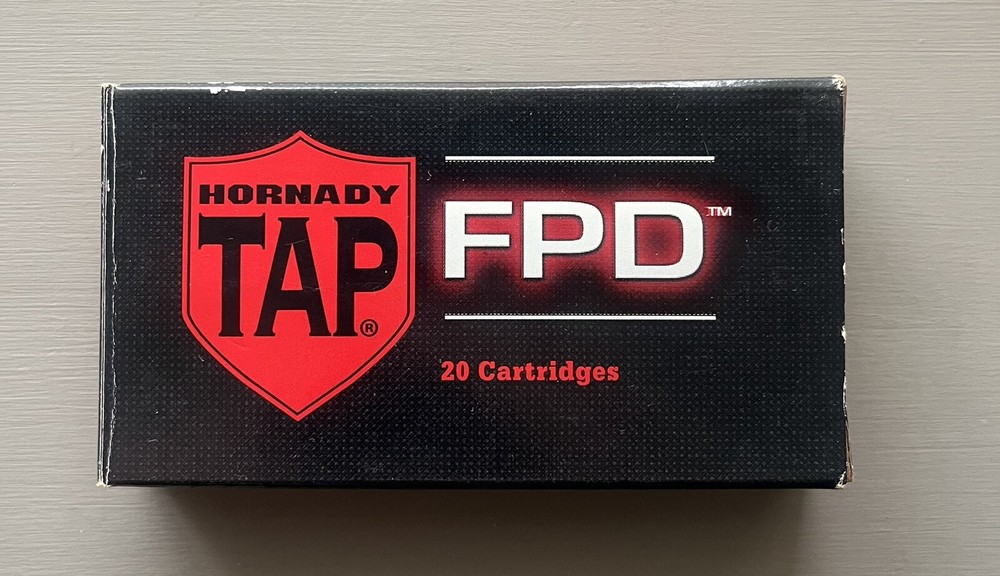 HORNADY
TAP®
FPD™
20 Cartridges